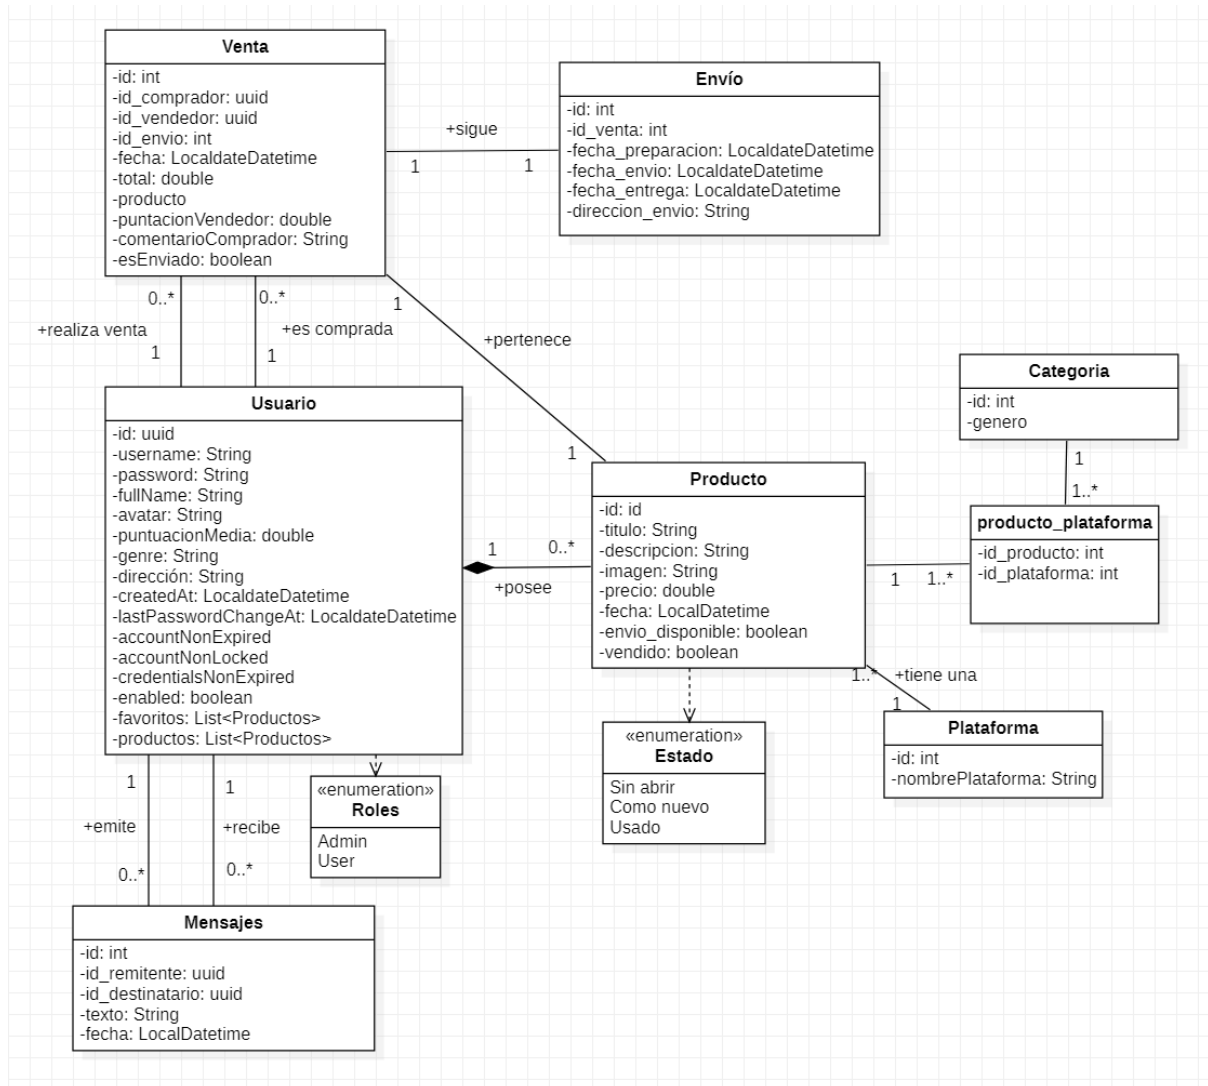 Venta
-id: int
-id_comprador: uuid
-id_vendedor: uuid
-id_envio: int
-fecha: LocaldateDatetime
-total: double
-producto
-puntacionVendedor: double
-comentarioComprador: String
-esEnviado: boolean
+sigue
1
1
Envío
-id: int
-id_venta: int
-fecha_preparacion: LocaldateDatetime
-fecha_envio: LocaldateDatetime
-fecha_entrega: LocaldateDatetime
-direccion_envio: String
0..*
0..*
+realiza venta
+es comprada
1
1
1
+pertenece
1
Usuario
-id: uuid
-username: String
-password: String
-fullName: String
-avatar: String
-puntuacionMedia: double
-genre: String
-dirección: String
-createdAt: LocaldateDatetime
-lastPasswordChangeAt: LocaldateDatetime
-accountNonExpired
-accountNonLocked
-credentialsNonExpired
-enabled: boolean
-favoritos: List<Productos>
-productos: List<Productos>
1
0..*
+posee
Producto
-id: id
-titulo: String
-descripcion: String
-imagen: String
-precio: double
-fecha: LocalDatetime
-envio_disponible: boolean
-vendido: boolean
Categoria
-id: int
-genero
1
1..*
producto_plataforma
-id_producto: int
-id_plataforma: int
1
1..*
1..*
+tiene una
1
Plataforma
-id: int
-nombrePlataforma: String
«enumeration»
Estado
Sin abrir
Como nuevo
Usado
«enumeration»
Roles
Admin
User
1
1
+emite
+recibe
0..*
0..*
Mensajes
-id: int
-id_remitente: uuid
-id_destinatario: uuid
-texto: String
-fecha: LocalDatetime